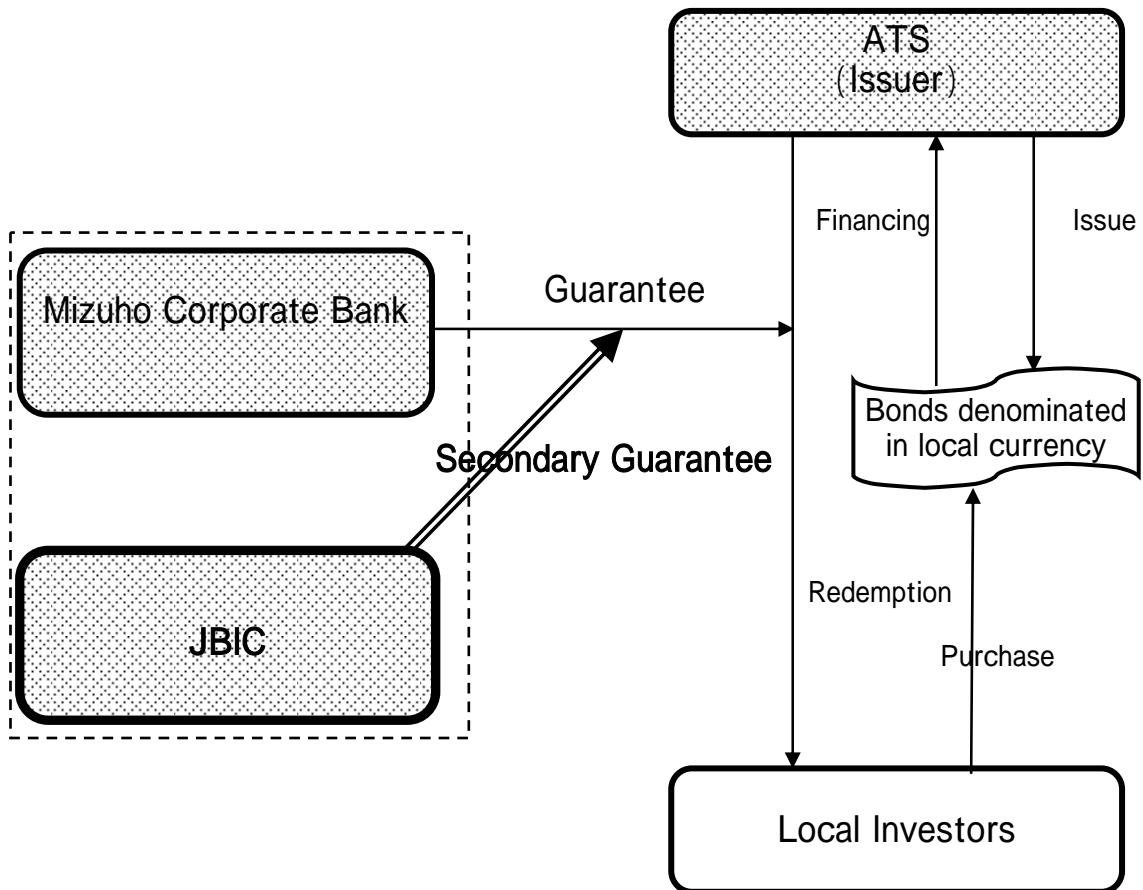 ATS
(Issuer)
Financing
Issue
Mizuho Corporate Bank
Guarantee
Bonds denominated
in local currency
Secondary Guarantee
Redemption
JBIC
Purchase
Local Investors